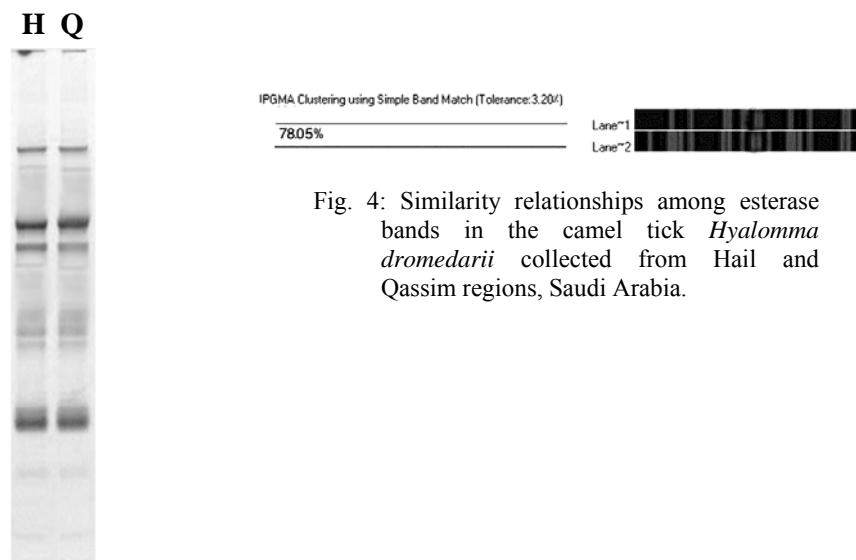 H Q
IPGMA Clustering using Simple Band Match (Tolerance:3.20%)
78.05%
Lane~1
Lane~2
Fig. 4: Similarity relationships among esterase
bands in the camel tick Hyalomma
dromedarii collected from Hail and
Qassim regions, Saudi Arabia.